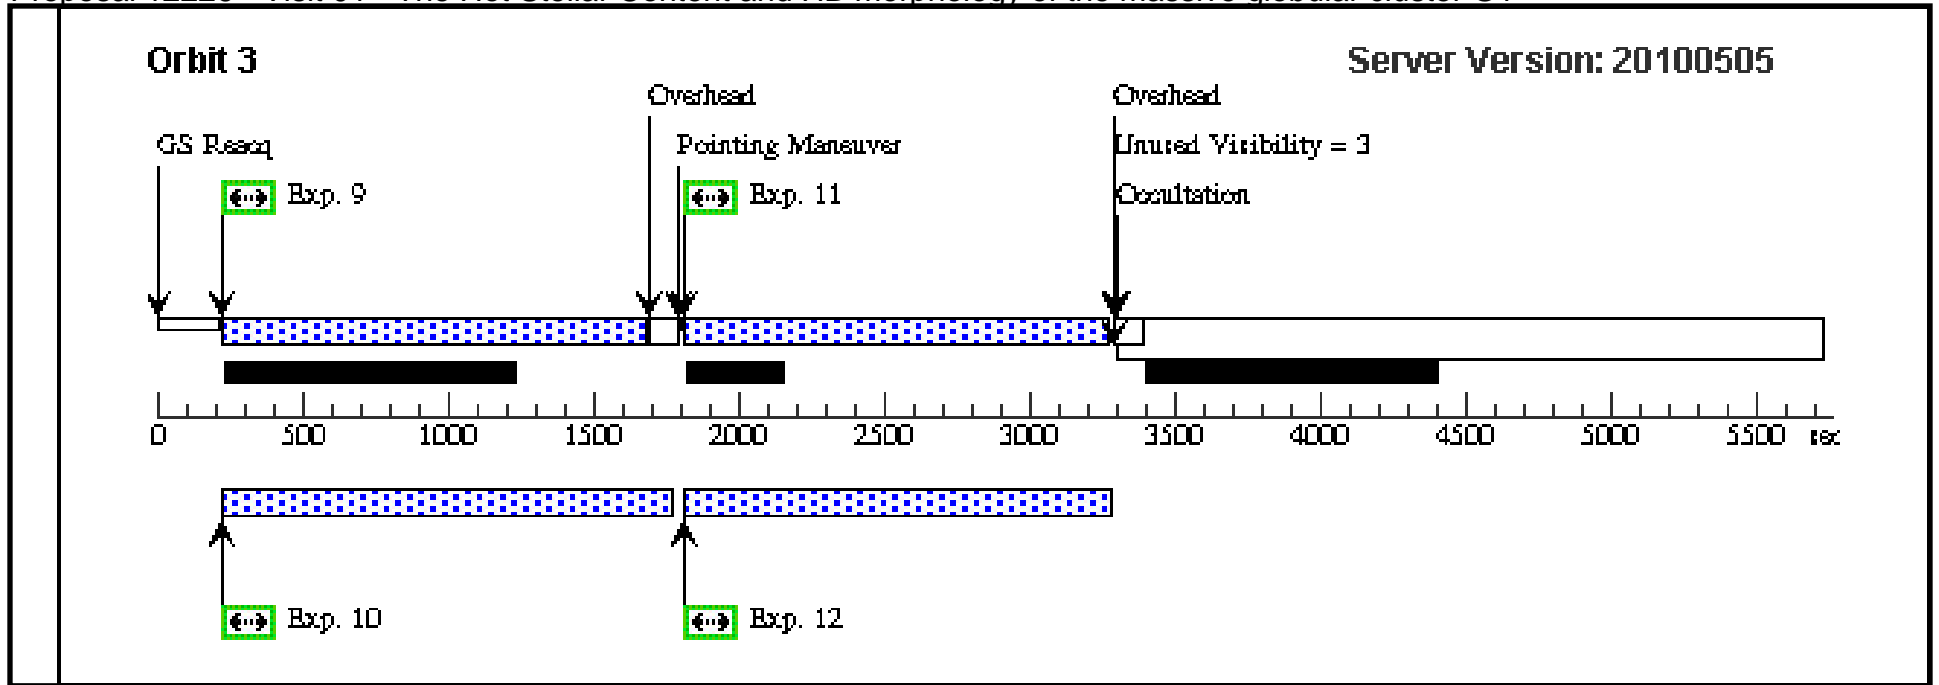 Orbit 3
Server Version: 20100505
Overhead
Overhead
GS Reacq
Pointing Maneuver
Unused Visibility = 3
Exp. 9
Exp. 11
Occultation
0 500 1000 1500 2000 2500 3000 3500 4000 4500 5000 5500 sec
Exp. 10
Exp. 12